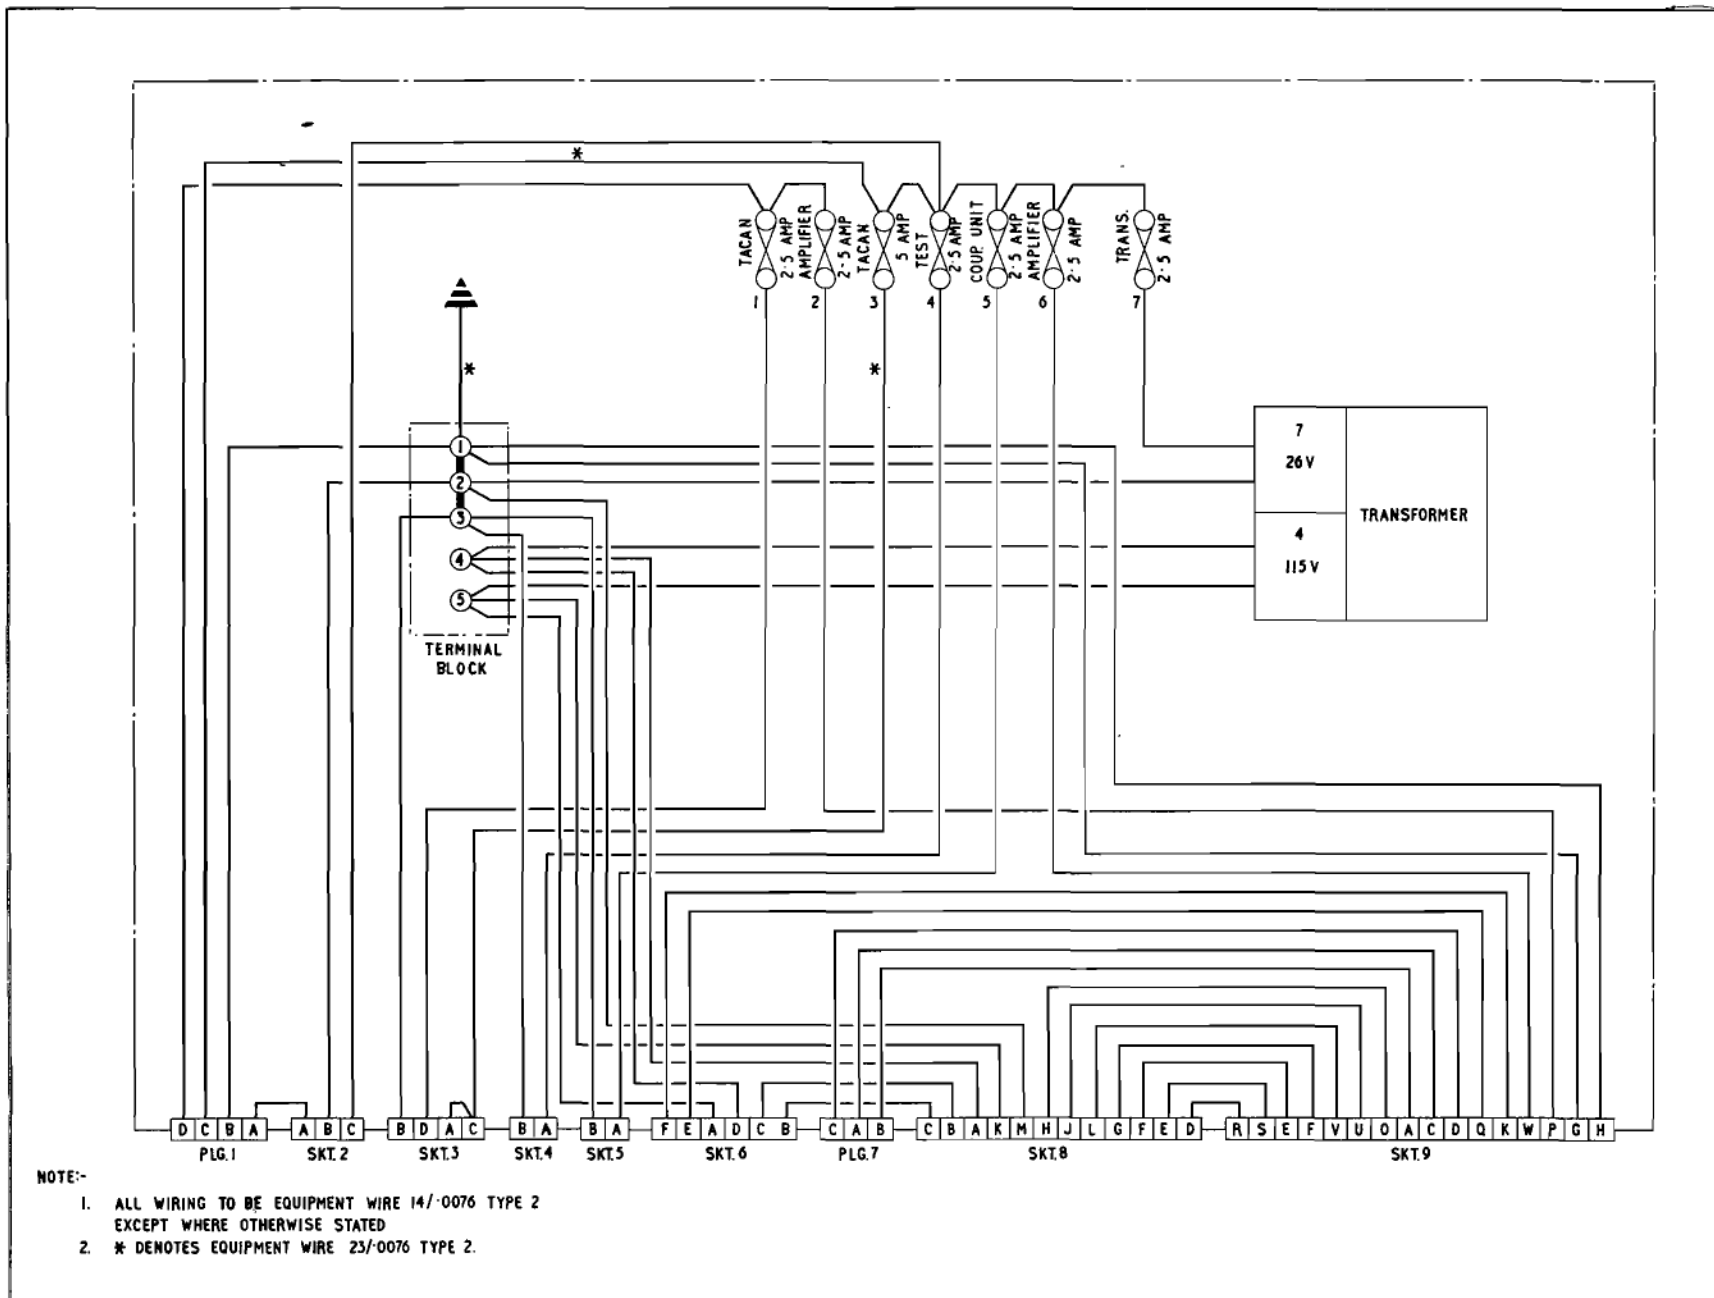 *
TACAN
2·5 AMP
AMPLIFIER
2·5 AMP
TACAN
5 AMP
TEST
2·5 AMP
COUP. UNIT
2·5 AMP
AMPLIFIER
2·5 AMP
TRANS.
2·5 AMP
1 2 3 4 5 6 7
*
*
1
2
3
4
5
TERMINAL
BLOCK
7
26 V
4
115 V
TRANSFORMER
D C B A
A B C
B D A C
B A
B A
F E A D C B
C A B
C B A K M H J L G F E D
R S E F V U O A C D Q K W P G H
PLG.1 SKT.2 SKT.3 SKT.4 SKT.5 SKT.6 PLG.7 SKT.8 SKT.9
NOTE:-
1. ALL WIRING TO BE EQUIPMENT WIRE 14/·0076 TYPE 2
EXCEPT WHERE OTHERWISE STATED
2. * DENOTES EQUIPMENT WIRE 23/·0076 TYPE 2.